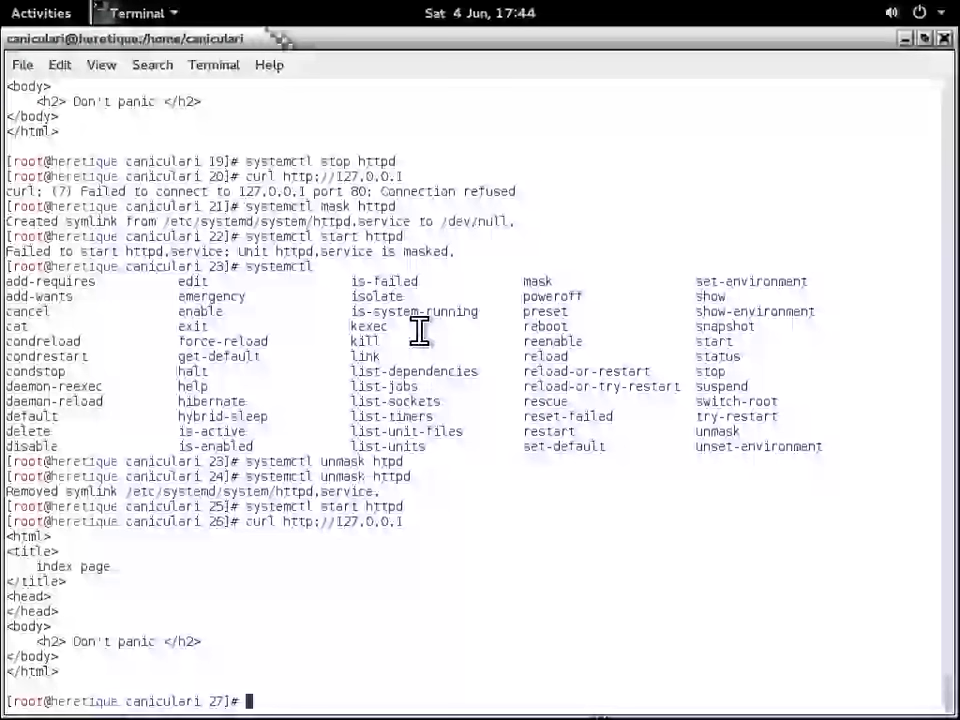 Activities Terminal Sat 4 Jun, 17:44
caniculari@heretique:/home/caniculari
File Edit View Search Terminal Help
<body>
    <h2> Don't panic </h2>
</body>
</html>
[root@heretique caniculari 19]# systemctl stop httpd
[root@heretique caniculari 20]# curl http://127.0.0.1
curl: (7) Failed to connect to 127.0.0.1 port 80: Connection refused
[root@heretique caniculari 21]# systemctl mask httpd
Created symlink from /etc/systemd/system/httpd.service to /dev/null.
[root@heretique caniculari 22]# systemctl start httpd
Failed to start httpd.service: Unit httpd.service is masked.
[root@heretique caniculari 23]# systemctl
add-requires edit is-failed mask set-environment
add-wants emergency isolate poweroff show
cancel enable is-system-running preset show-environment
cat exit kexec reboot snapshot
condreload force-reload kill reenable start
condrestart get-default link reload status
condstop halt list-dependencies reload-or-restart stop
daemon-reexec help list-jobs reload-or-try-restart suspend
daemon-reload hibernate list-sockets rescue switch-root
default hybrid-sleep list-timers reset-failed try-restart
delete is-active list-unit-files restart unmask
disable is-enabled list-units set-default unset-environment
[root@heretique caniculari 23]# systemctl unmask httpd
[root@heretique caniculari 24]# systemctl unmask httpd
Removed symlink /etc/systemd/system/httpd.service.
[root@heretique caniculari 25]# systemctl start httpd
[root@heretique caniculari 26]# curl http://127.0.0.1
<html>
<title>
    index page
</title>
<head>
</head>
<body>
    <h2> Don't panic </h2>
</body>
</html>
[root@heretique caniculari 27]#